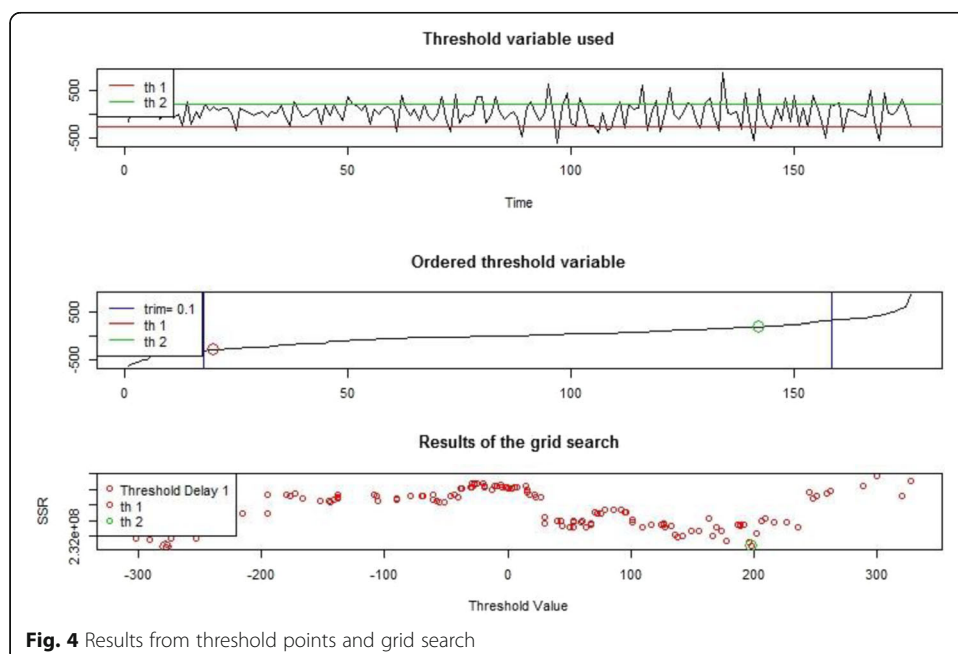 Threshold variable used
th 1
th 2
500
-500
0 50 100 150
Time
Ordered threshold variable
trim= 0.1
th 1
th 2
500
-500
0 50 100 150
Results of the grid search
Threshold Delay 1
th 1
th 2
SSR
2.32e+08
-300 -200 -100 0 100 200 300
Threshold Value
Fig. 4 Results from threshold points and grid search